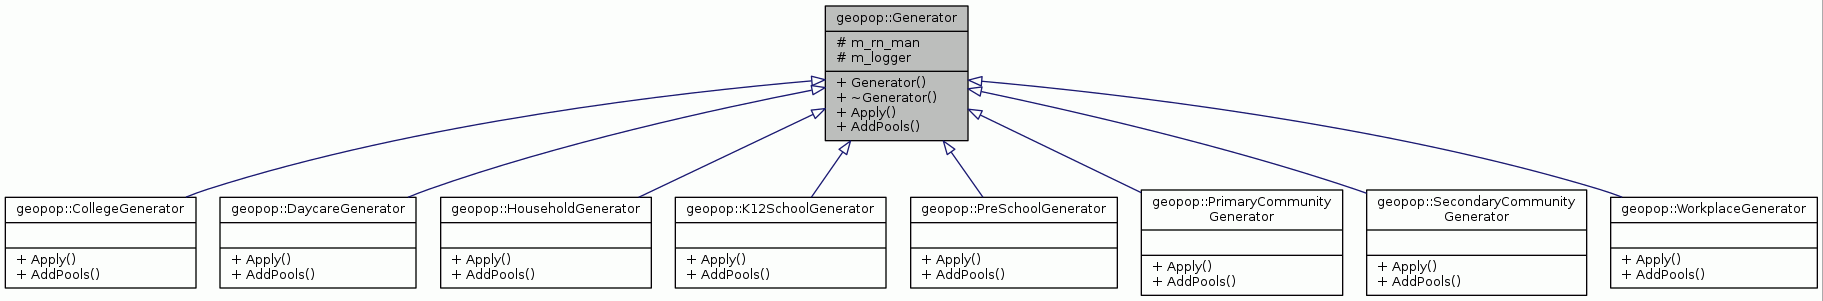 geopop::Generator
# m_rn_man
# m_logger
+ Generator()
+ ~Generator()
+ Apply()
+ AddPools()
geopop::CollegeGenerator
+ Apply()
+ AddPools()
geopop::DaycareGenerator
+ Apply()
+ AddPools()
geopop::HouseholdGenerator
+ Apply()
+ AddPools()
geopop::K12SchoolGenerator
+ Apply()
+ AddPools()
geopop::PreSchoolGenerator
+ Apply()
+ AddPools()
geopop::PrimaryCommunity
Generator
+ Apply()
+ AddPools()
geopop::SecondaryCommunity
Generator
+ Apply()
+ AddPools()
geopop::WorkplaceGenerator
+ Apply()
+ AddPools()